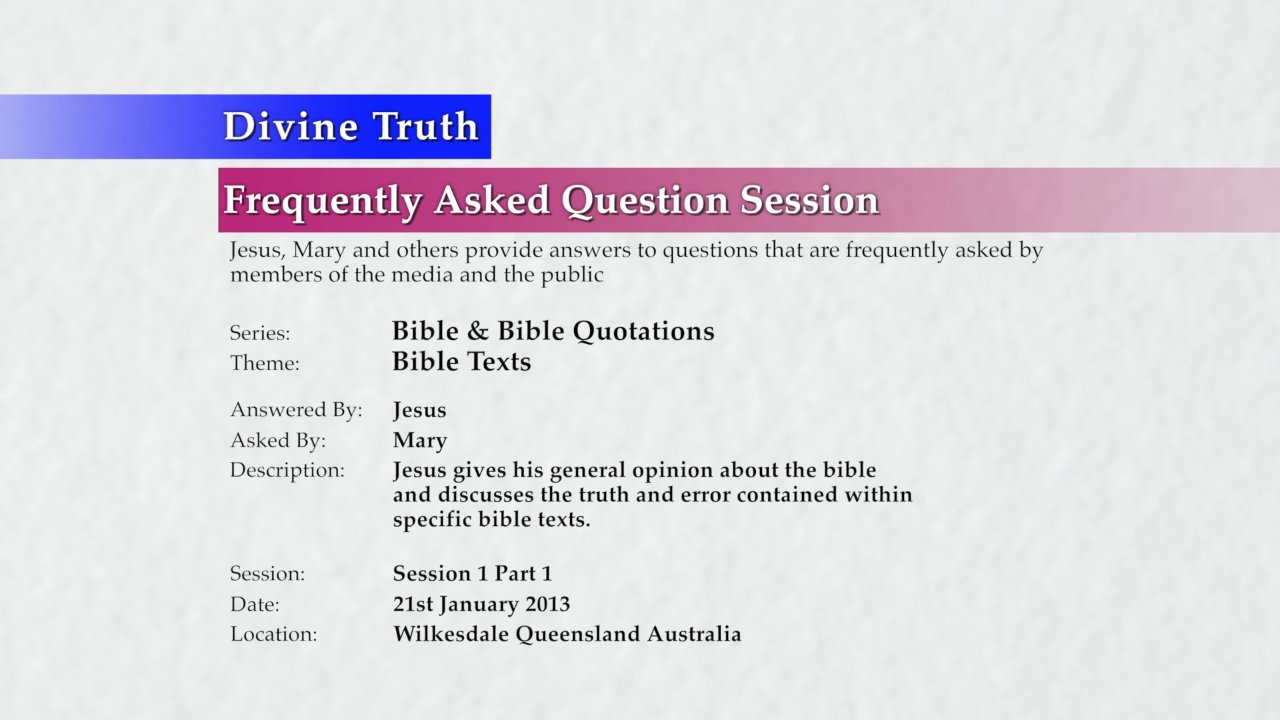 Divine Truth
Frequently Asked Question Session
Jesus, Mary and others provide answers to questions that are frequently asked by
members of the media and the public
Series: Bible & Bible Quotations
Theme: Bible Texts
Answered By: Jesus
Asked By: Mary
Description: Jesus gives his general opinion about the bible
and discusses the truth and error contained within
specific bible texts.
Session: Session 1 Part 1
Date: 21st January 2013
Location: Wilkesdale Queensland Australia